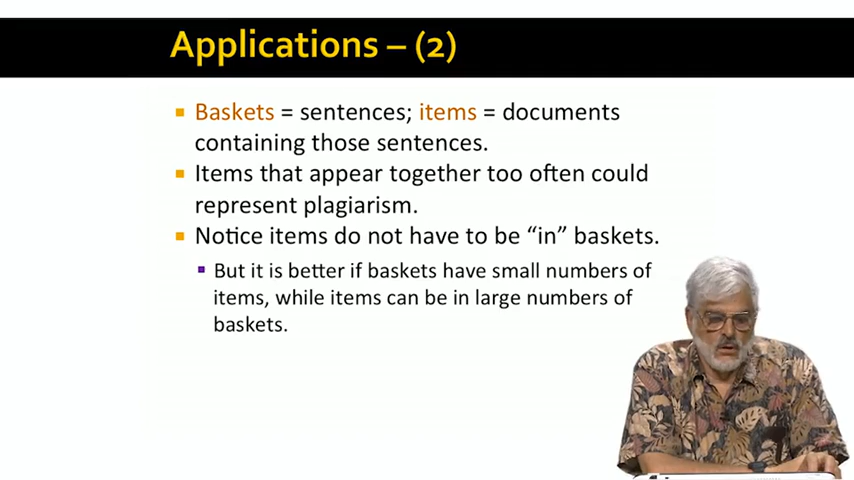 Applications – (2)
Baskets = sentences; items = documents
containing those sentences.
Items that appear together too often could
represent plagiarism.
Notice items do not have to be “in” baskets.
But it is better if baskets have small numbers of
items, while items can be in large numbers of
baskets.